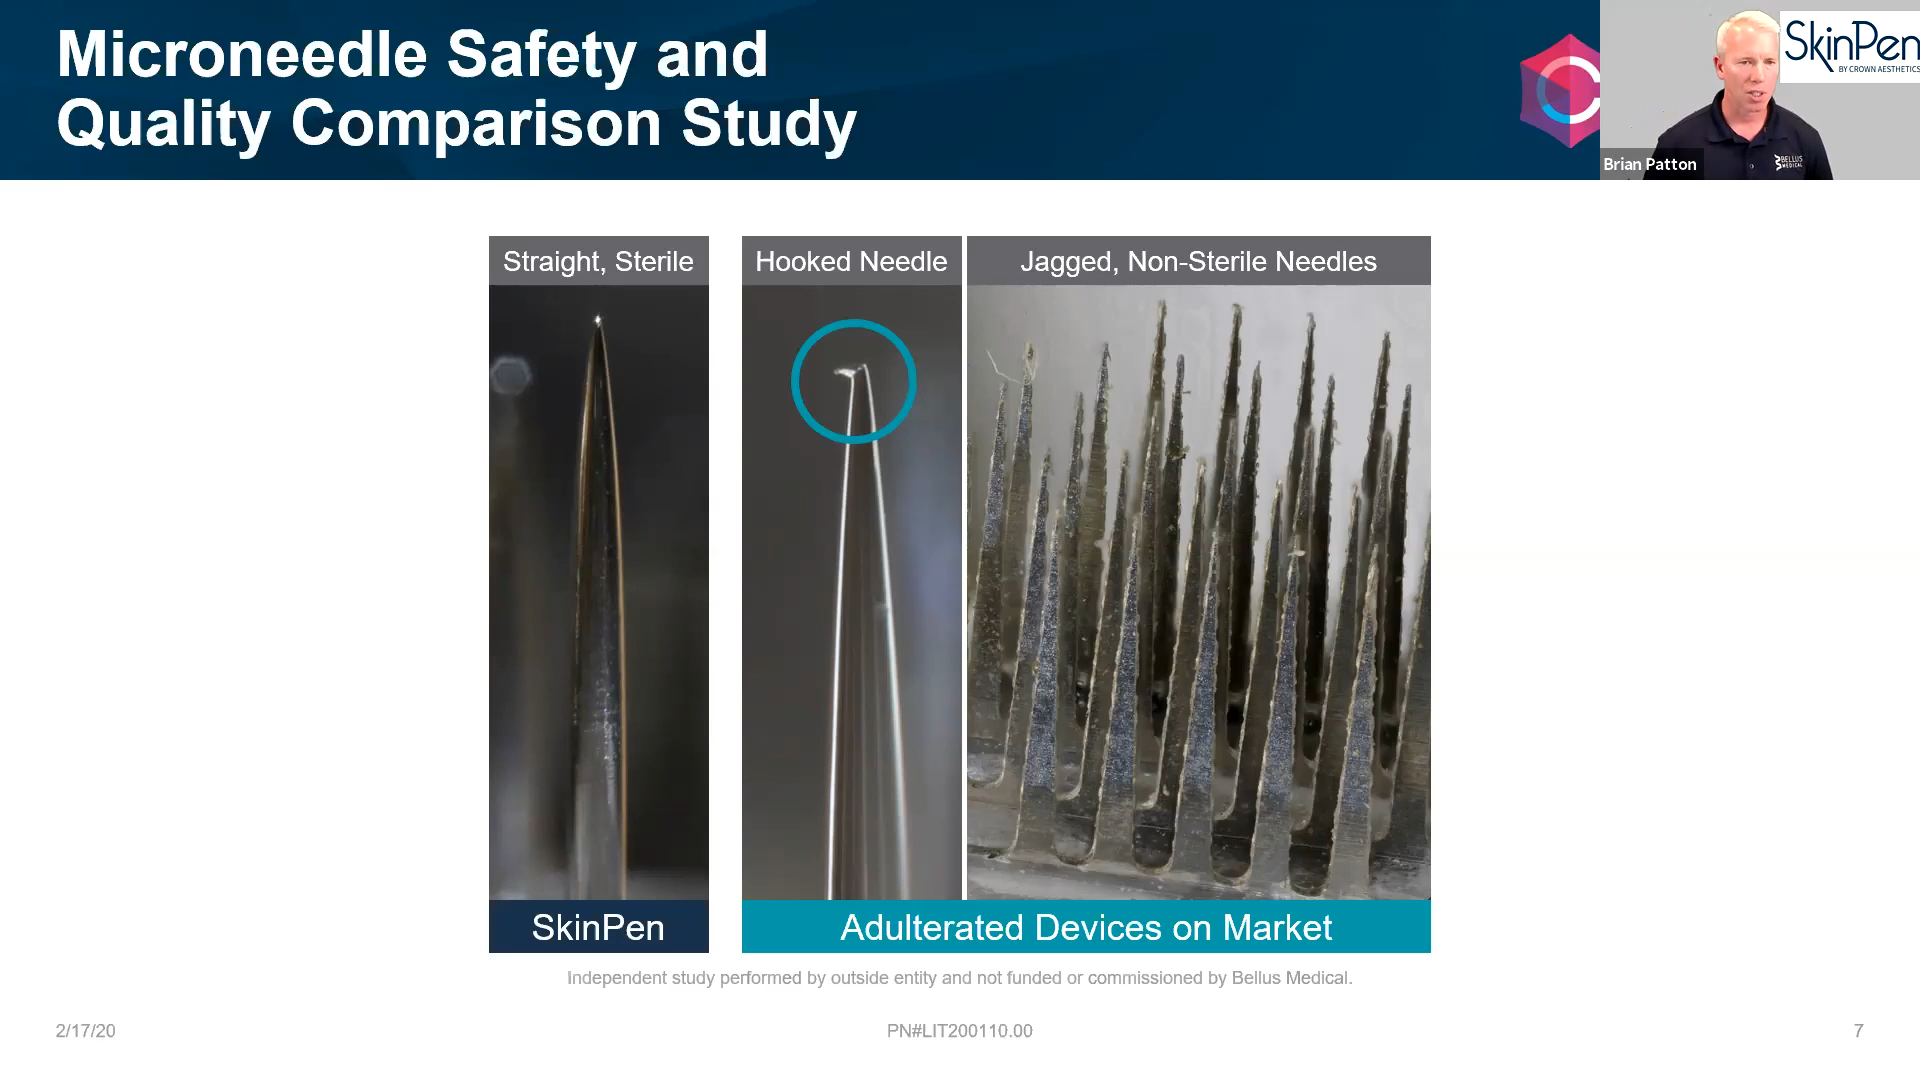 Microneedle Safety and
Quality Comparison Study
SkinPen
BY CROWN AESTHETICS
BELLUS
MEDICAL
Brian Patton
Straight, Sterile
Hooked Needle
Jagged, Non-Sterile Needles
SkinPen
Adulterated Devices on Market
Independent study performed by outside entity and not funded or commissioned by Bellus Medical.
2/17/20
PN#LIT200110.00
7